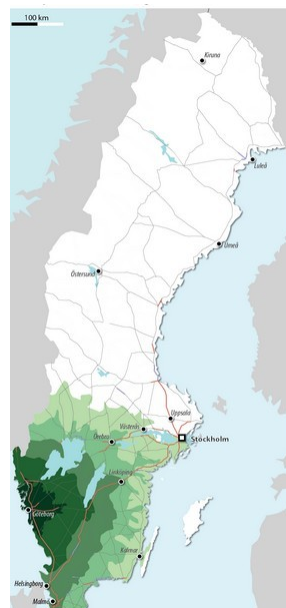 100 km
Kiruna
Luleå
Umeå
Östersund
Uppsala
Västerås
Örebro
Stockholm
Linköping
Göteborg
Kalmar
Helsingborg
Malmö